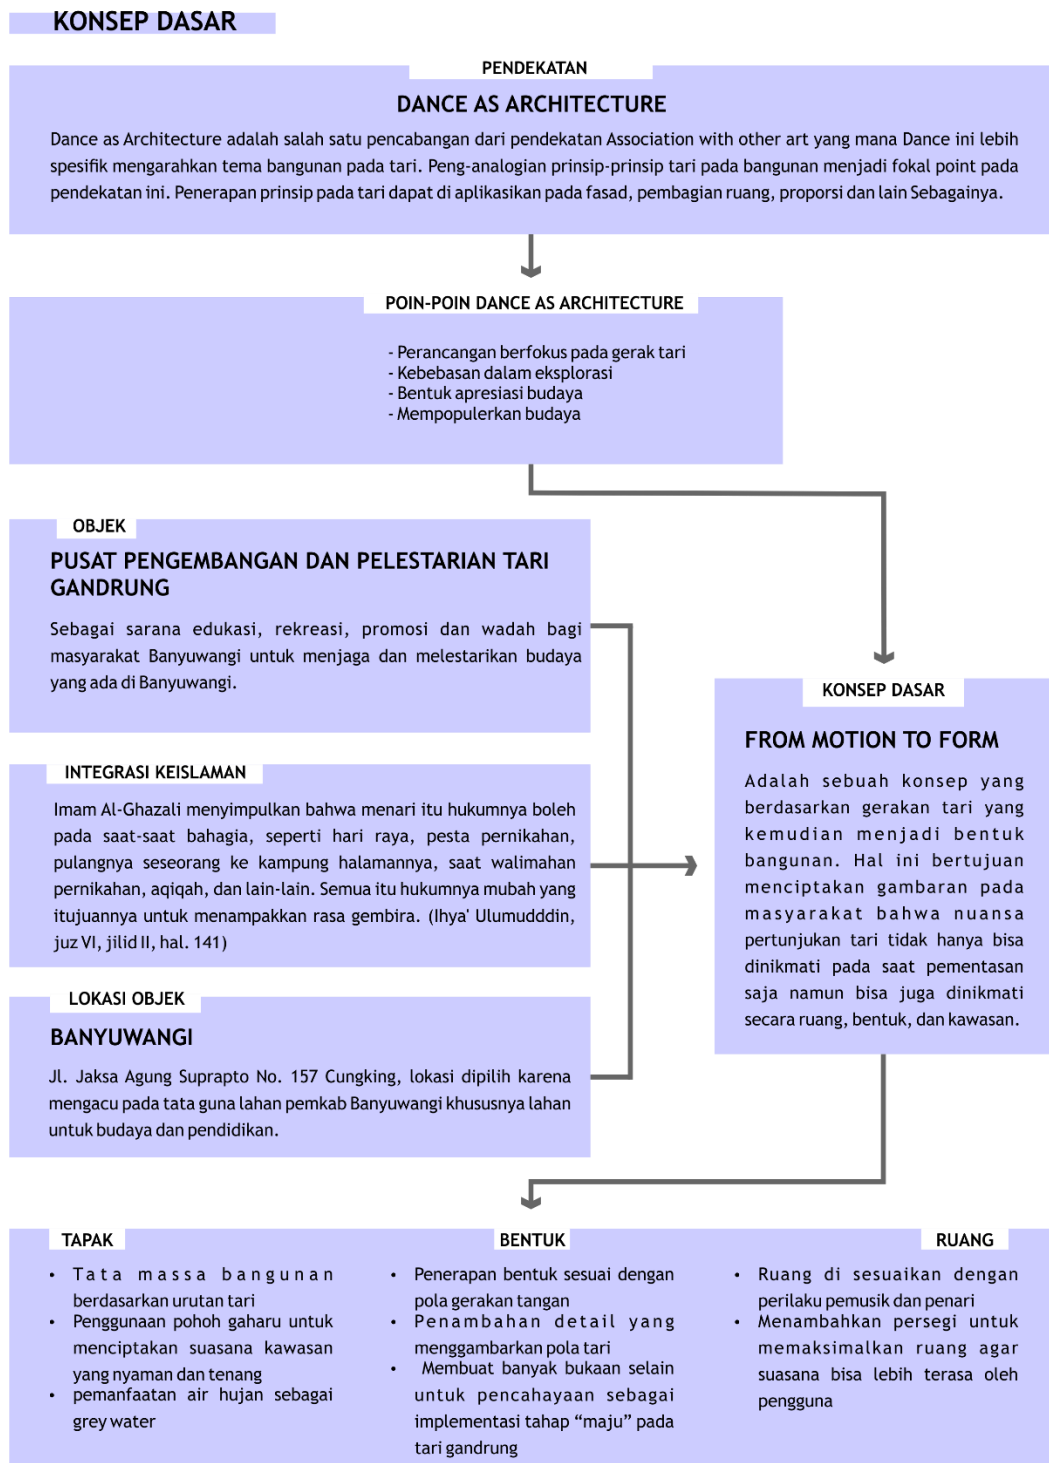 KONSEP DASAR
PENDEKATAN
DANCE AS ARCHITECTURE
Dance as Architecture adalah salah satu pencabangan dari pendekatan Association with other art yang mana Dance ini lebih
spesifik mengarahkan tema bangunan pada tari. Peng-analogian prinsip-prinsip tari pada bangunan menjadi fokal point pada
pendekatan ini. Penerapan prinsip pada tari dapat di aplikasikan pada fasad, pembagian ruang, proporsi dan lain Sebagainya.
POIN-POIN DANCE AS ARCHITECTURE
- Perancangan berfokus pada gerak tari
- Kebebasan dalam eksplorasi
- Bentuk apresiasi budaya
- Mempopulerkan budaya
OBJEK
PUSAT PENGEMBANGAN DAN PELESTARIAN TARI
GANDRUNG
Sebagai sarana edukasi, rekreasi, promosi dan wadah bagi
masyarakat Banyuwangi untuk menjaga dan melestarikan budaya
yang ada di Banyuwangi.
INTEGRASI KEISLAMAN
Imam Al-Ghazali menyimpulkan bahwa menari itu hukumnya boleh
pada saat-saat bahagia, seperti hari raya, pesta pernikahan,
pulangnya seseorang ke kampung halamannya, saat walimahan
pernikahan, aqiqah, dan lain-lain. Semua itu hukumnya mubah yang
itujuannya untuk menampakkan rasa gembira. (Ihya' Ulumudddin,
juz VI, jilid II, hal. 141)
LOKASI OBJEK
BANYUWANGI
Jl. Jaksa Agung Suprapto No. 157 Cungking, lokasi dipilih karena
mengacu pada tata guna lahan pemkab Banyuwangi khususnya lahan
untuk budaya dan pendidikan.
KONSEP DASAR
FROM MOTION TO FORM
Adalah sebuah konsep yang
berdasarkan gerakan tari yang
kemudian menjadi bentuk
bangunan. Hal ini bertujuan
menciptakan gambaran pada
masyarakat bahwa nuansa
pertunjukan tari tidak hanya bisa
dinikmati pada saat pementasan
saja namun bisa juga dinikmati
secara ruang, bentuk, dan kawasan.
TAPAK
• Tata massa bangunan
berdasarkan urutan tari
• Penggunaan pohoh gaharu untuk
menciptakan suasana kawasan
yang nyaman dan tenang
• pemanfaatan air hujan sebagai
grey water
BENTUK
• Penerapan bentuk sesuai dengan
pola gerakan tangan
• Penambahan detail yang
menggambarkan pola tari
• Membuat banyak bukaan selain
untuk pencahayaan sebagai
implementasi tahap “maju” pada
tari gandrung
RUANG
• Ruang di sesuaikan dengan
perilaku pemusik dan penari
• Menambahkan persegi untuk
memaksimalkan ruang agar
suasana bisa lebih terasa oleh
pengguna